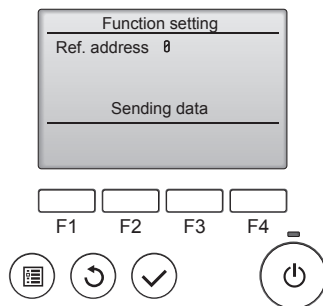 Function setting
Ref. address 0
Sending data
F1 F2 F3 F4